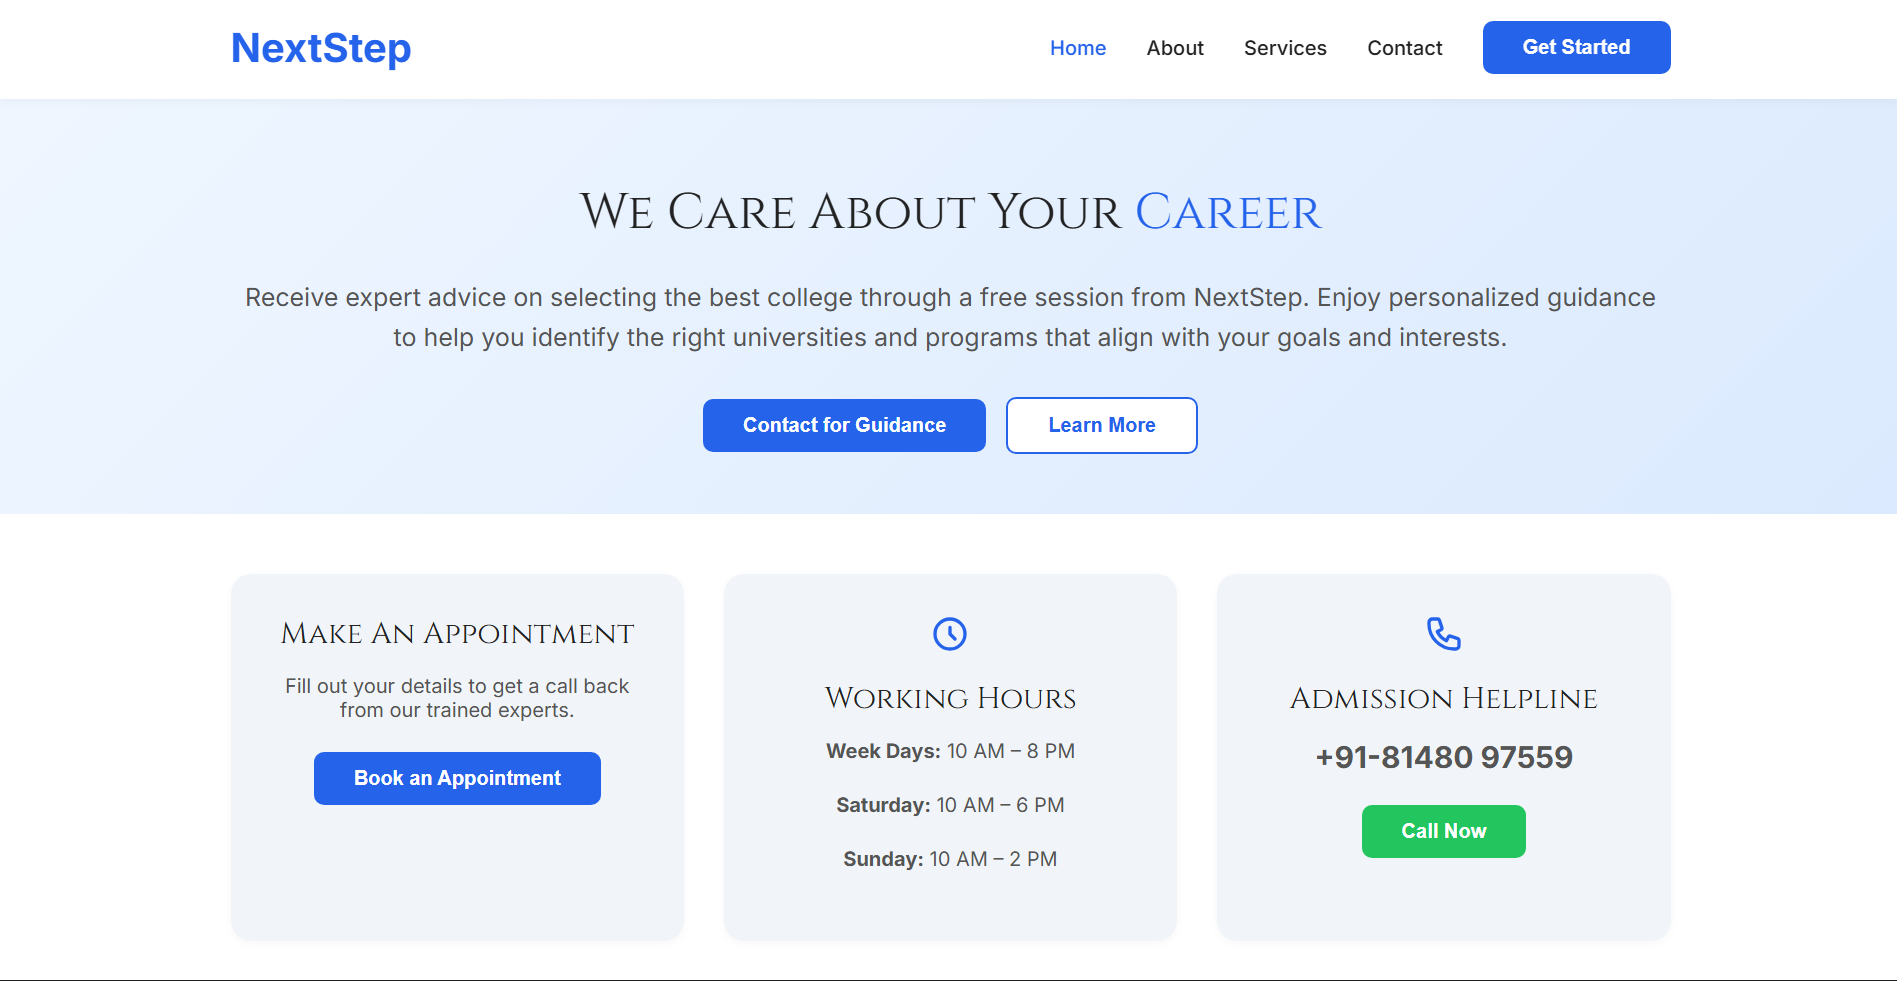 NextStep
Home
About
Services
Contact
Get Started
We Care About Your Career
Receive expert advice on selecting the best college through a free session from NextStep. Enjoy personalized guidance
to help you identify the right universities and programs that align with your goals and interests.
Contact for Guidance
Learn More
Make An Appointment
Fill out your details to get a call back
from our trained experts.
Book an Appointment
Working Hours
Week Days: 10 AM – 8 PM
Saturday: 10 AM – 6 PM
Sunday: 10 AM – 2 PM
Admission Helpline
+91-81480 97559
Call Now